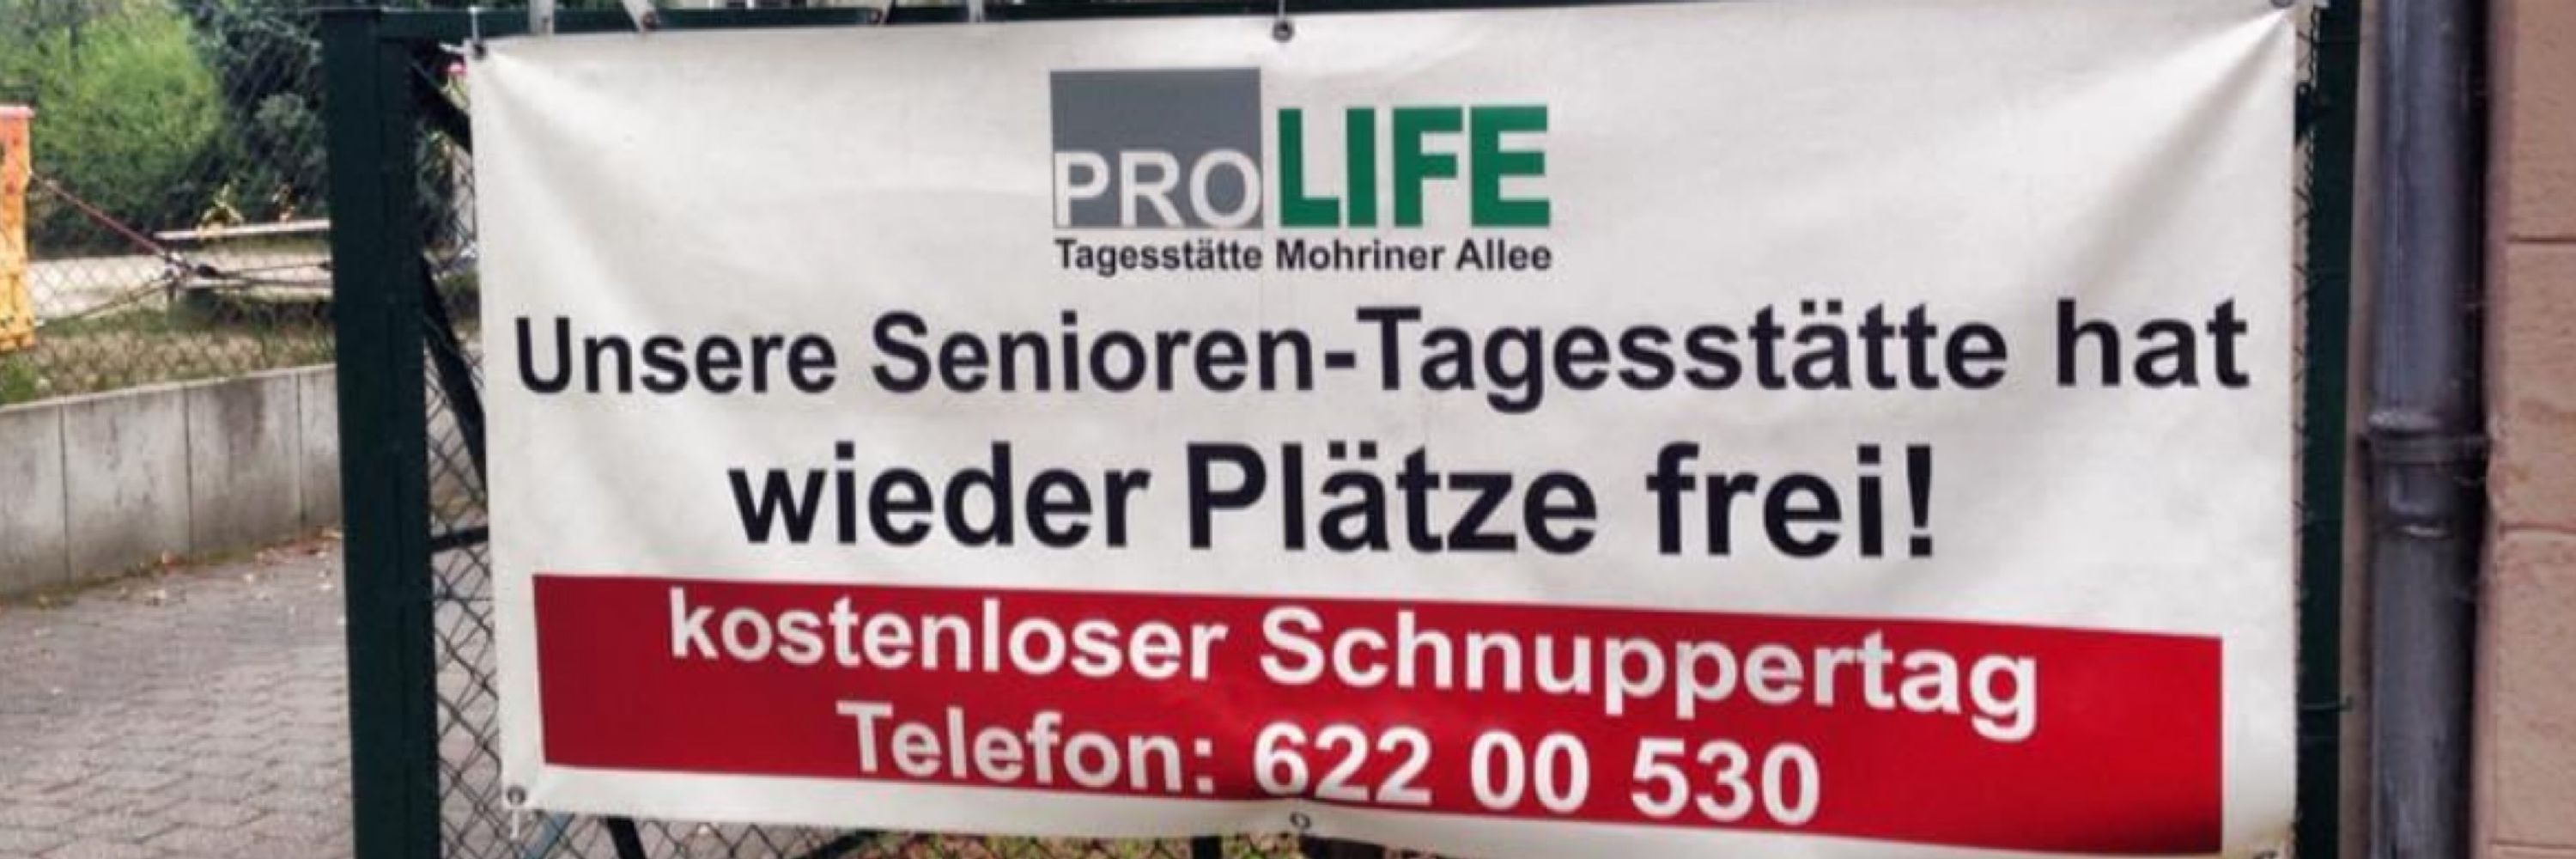 PROLIFE
Tagesstätte Mohriner Allee
Unsere Senioren-Tagesstätte hat
wieder Plätze frei!
kostenloser Schnuppertag
Telefon: 622 00 530